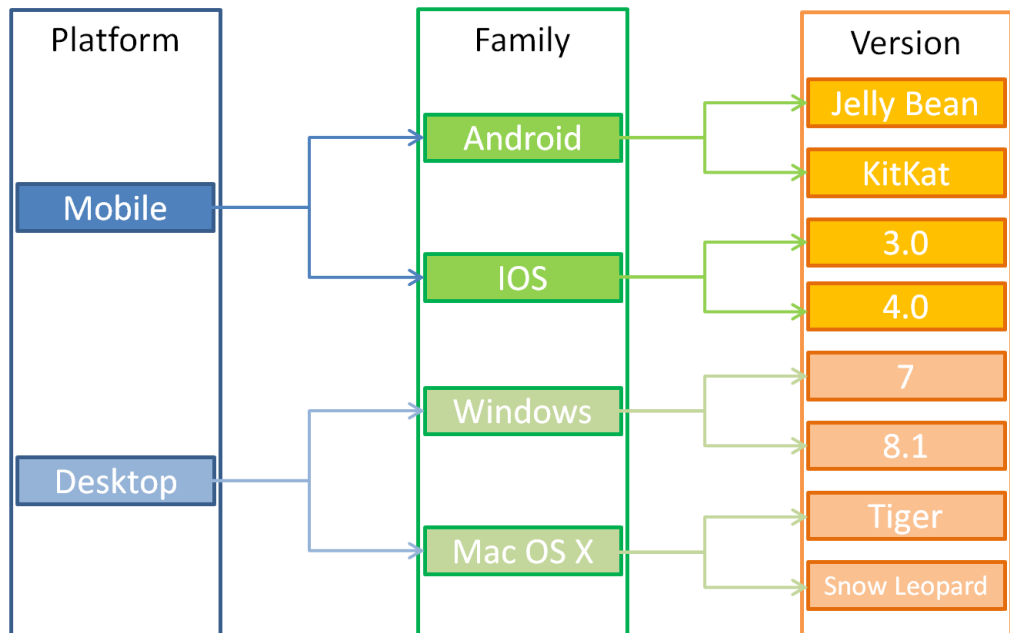 Platform
Family
Version
Mobile
Desktop
Android
IOS
Windows
Mac OS X
Jelly Bean
KitKat
3.0
4.0
7
8.1
Tiger
Snow Leopard